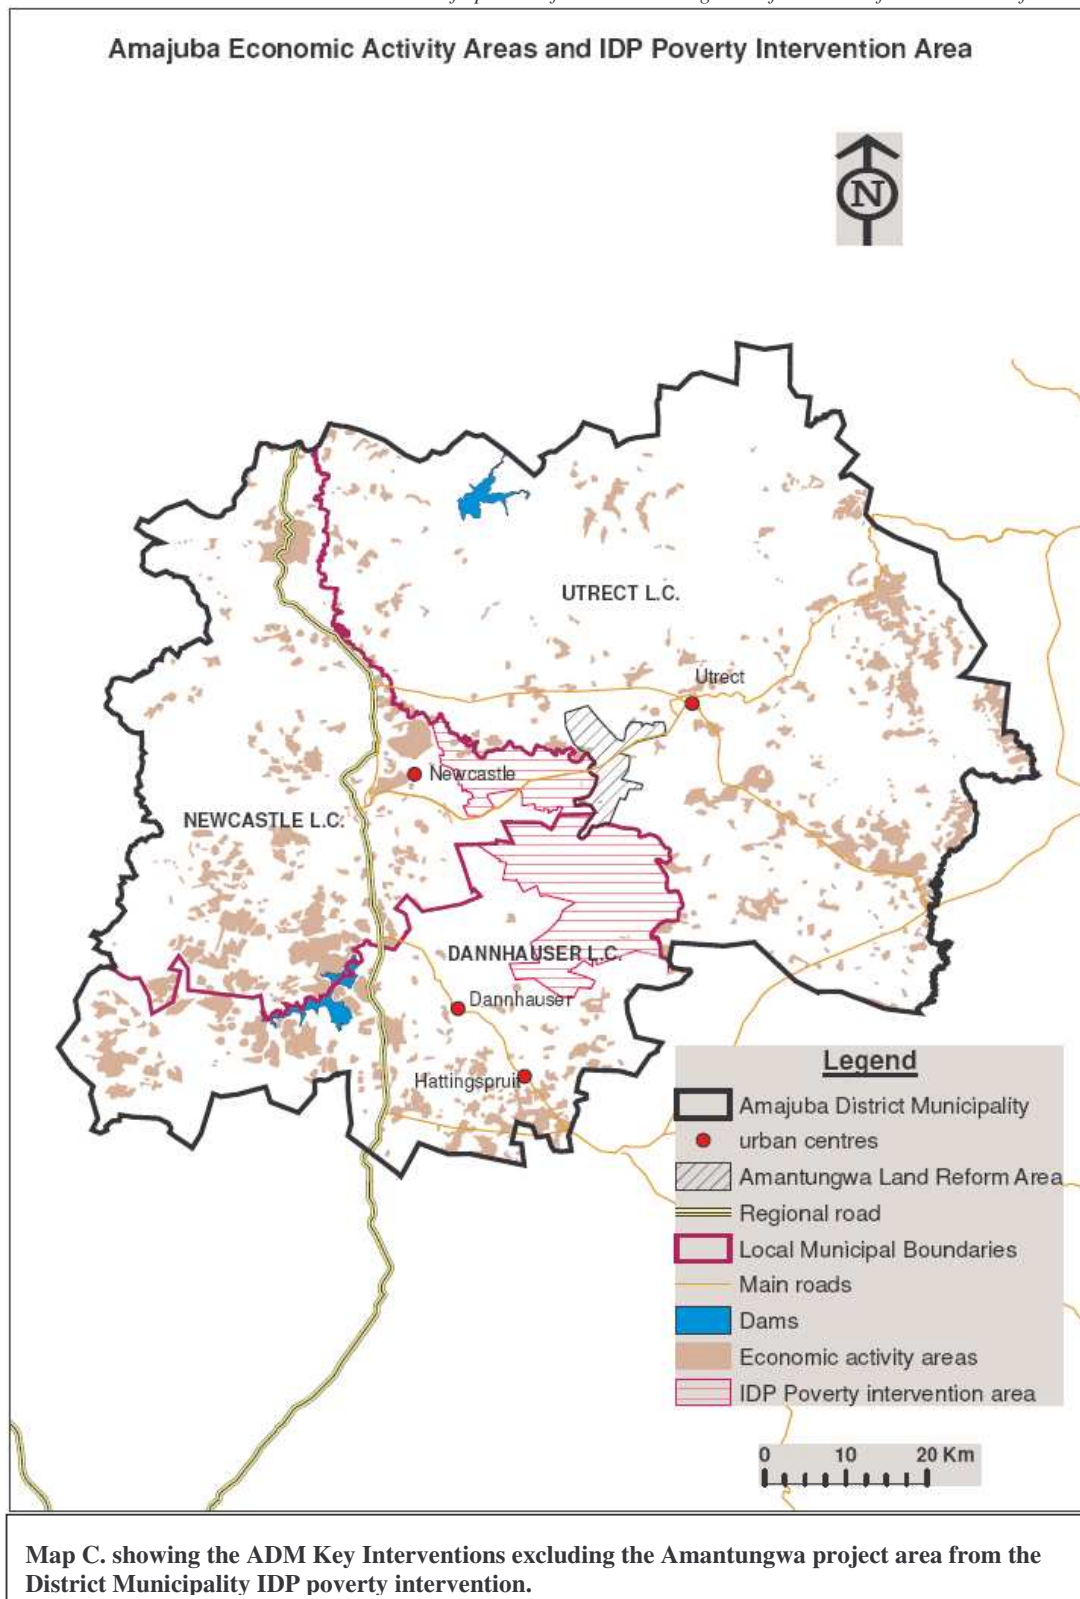 Amajuba Economic Activity Areas and IDP Poverty Intervention Area
N
UTRECT L.C.
Utrect
Newcastle
NEWCASTLE L.C.
DANNHAUSER L.C.
Dannhauser
Hattingspruit
Legend
Amajuba District Municipality
urban centres
Amantungwa Land Reform Area
Regional road
Local Municipal Boundaries
Main roads
Dams
Economic activity areas
IDP Poverty intervention area
0 10 20 Km
Map C. showing the ADM Key Interventions excluding the Amantungwa project area from the
District Municipality IDP poverty intervention.